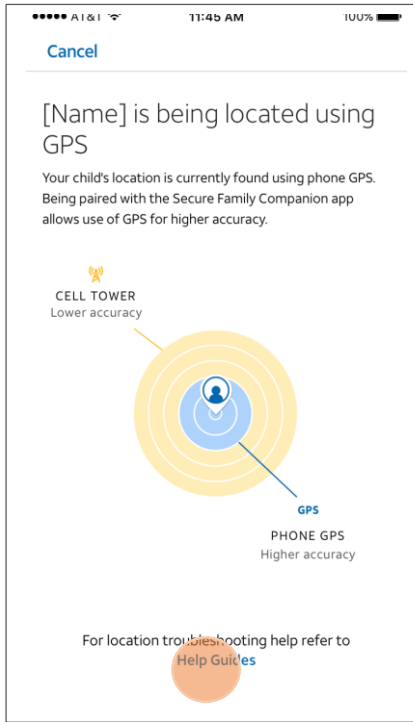 AT&T 11:45 AM 100%
Cancel
[Name] is being located using
GPS
Your child's location is currently found using phone GPS.
Being paired with the Secure Family Companion app
allows use of GPS for higher accuracy.
CELL TOWER
Lower accuracy
GPS
PHONE GPS
Higher accuracy
For location troubleshooting help refer to
Help Guides